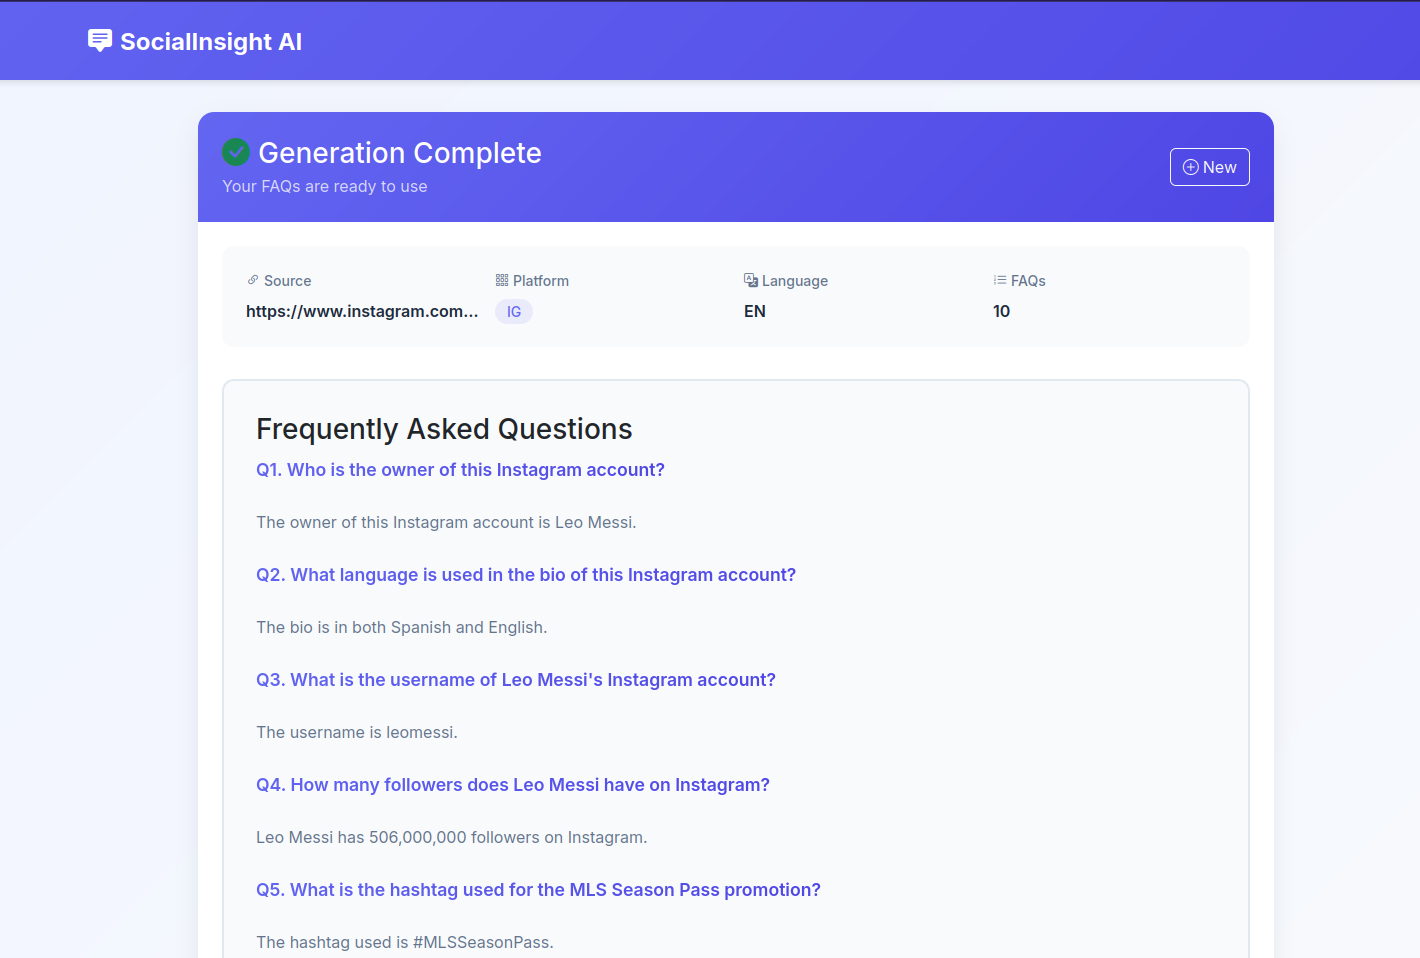 SocialInsight AI
Generation Complete
Your FAQs are ready to use
New
Source
Platform
Language
FAQs
https://www.instagram.com...
IG
EN
10
Frequently Asked Questions
Q1. Who is the owner of this Instagram account?
The owner of this Instagram account is Leo Messi.
Q2. What language is used in the bio of this Instagram account?
The bio is in both Spanish and English.
Q3. What is the username of Leo Messi's Instagram account?
The username is leomessi.
Q4. How many followers does Leo Messi have on Instagram?
Leo Messi has 506,000,000 followers on Instagram.
Q5. What is the hashtag used for the MLS Season Pass promotion?
The hashtag used is #MLSSeasonPass.